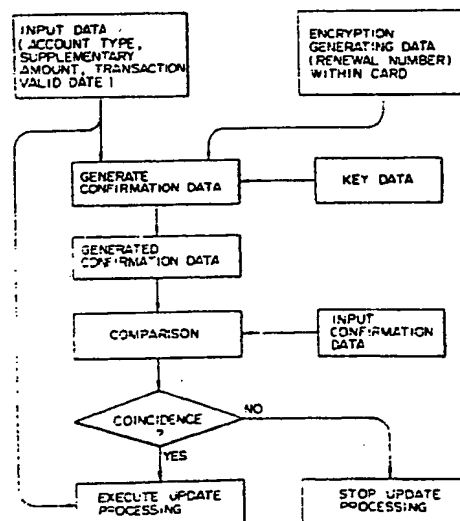 INPUT DATA
(ACCOUNT TYPE,
SUPPLEMENTARY
AMOUNT, TRANSACTION
VALID DATE)
ENCRYPTION
GENERATING DATA
(RENEWAL NUMBER)
WITHIN CARD
GENERATE
CONFIRMATION DATA
KEY DATA
GENERATED
CONFIRMATION DATA
COMPARISON
INPUT
CONFIRMATION
DATA
COINCIDENCE
?
NO
YES
EXECUTE UPDATE
PROCESSING
STOP UPDATE
PROCESSING